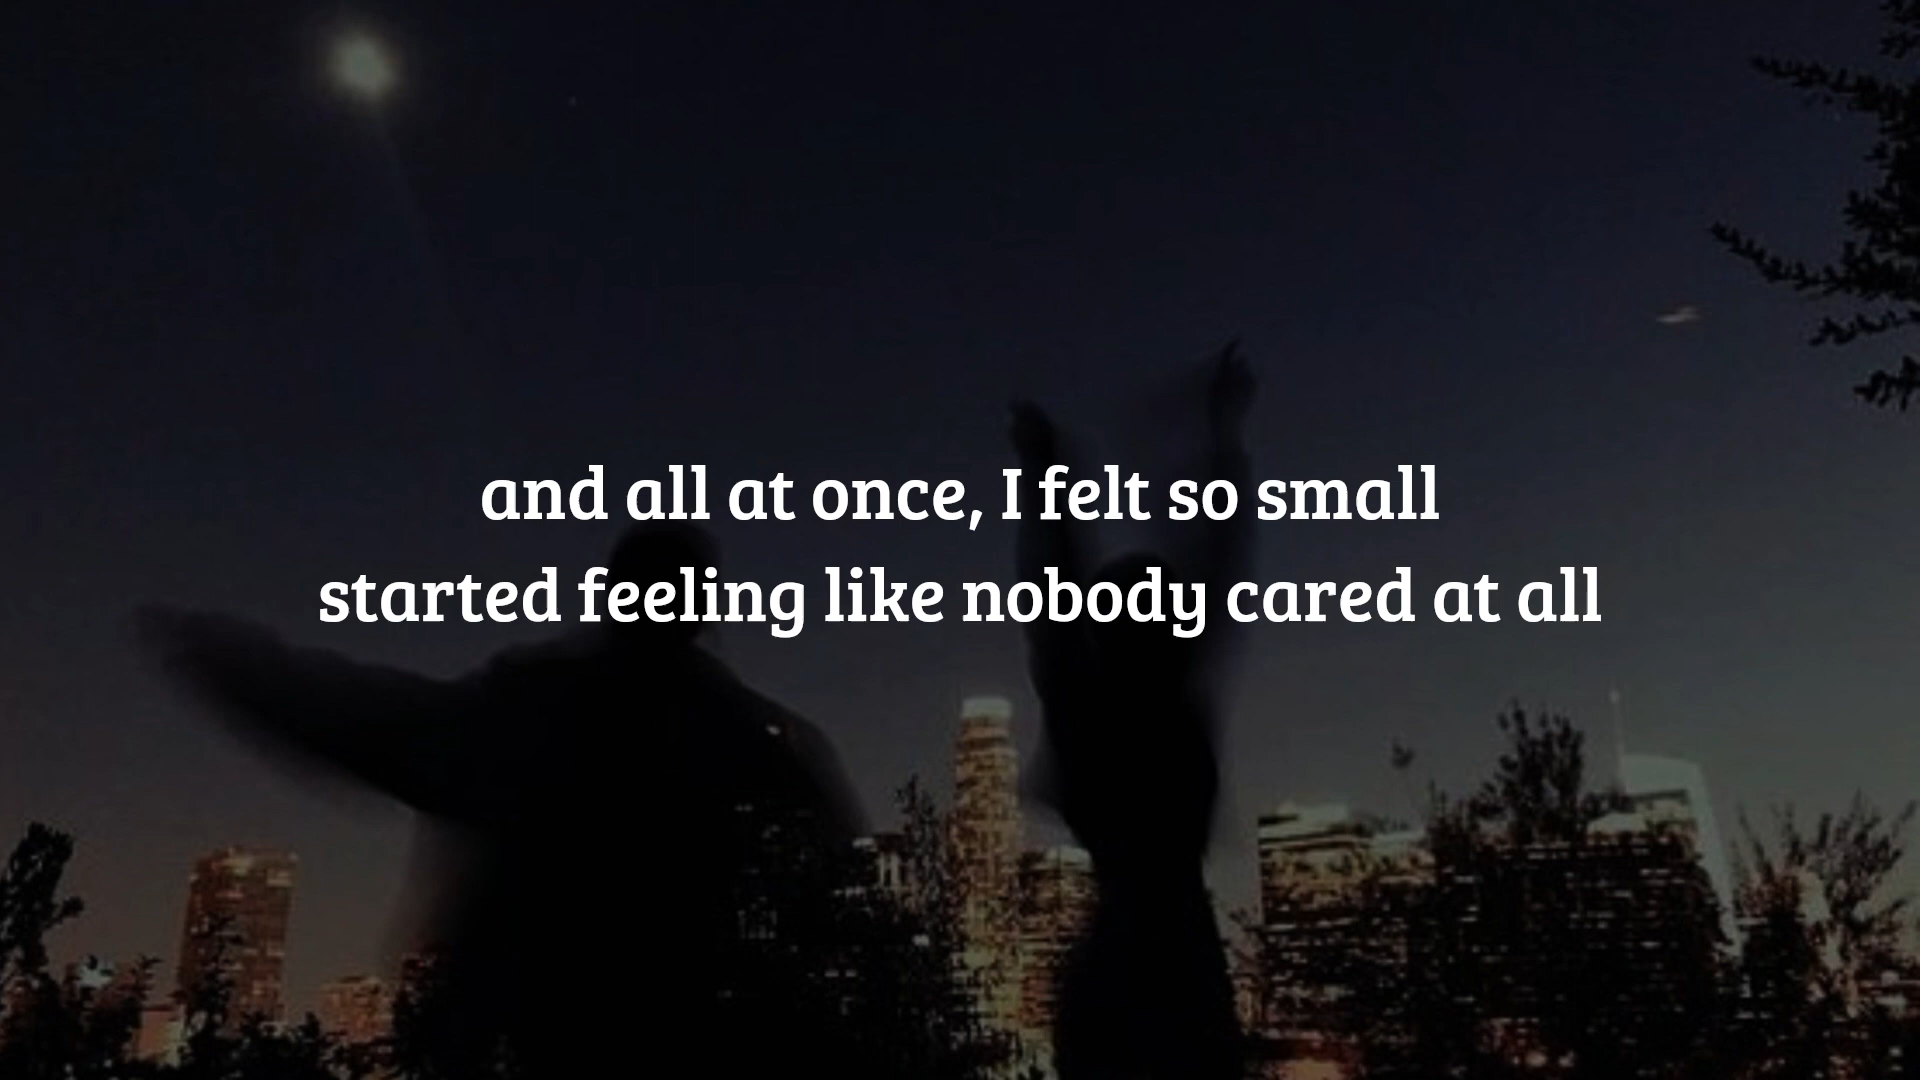 and all at once, I felt so small
started feeling like nobody cared at all